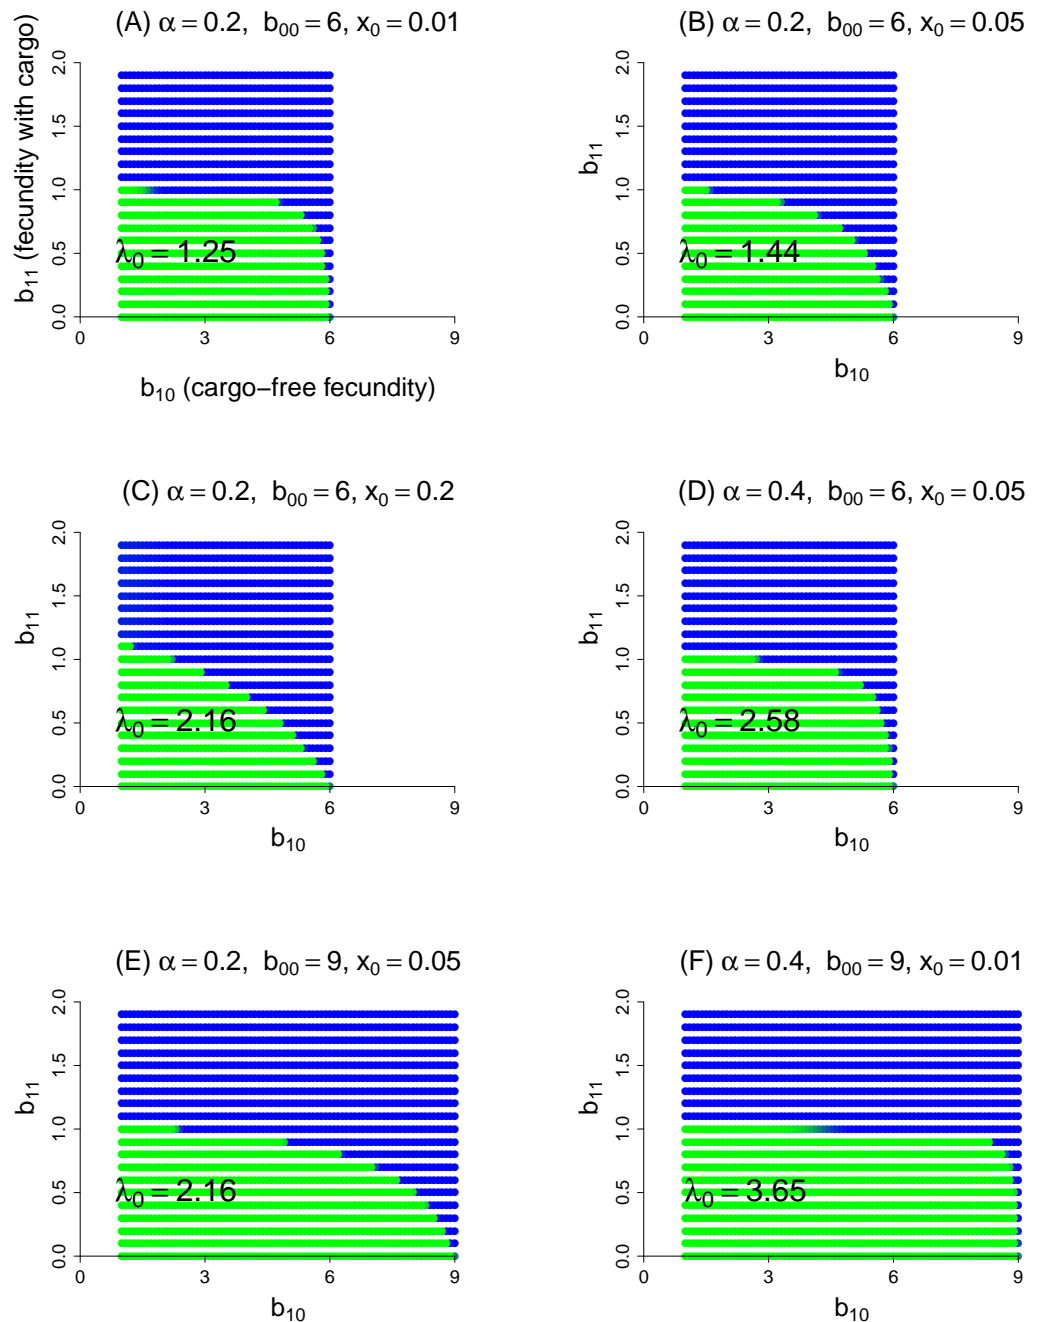 (A) α = 0.2, b₀₀ = 6, x₀ = 0.01
b₁₁ (fecundity with cargo)
2.0
1.5
1.0
0.5
0.0
λ₀ = 1.25
0 3 6 9
b₁₀ (cargo−free fecundity)
(B) α = 0.2, b₀₀ = 6, x₀ = 0.05
b₁₁
2.0
1.5
1.0
0.5
0.0
λ₀ = 1.44
0 3 6 9
b₁₀
(C) α = 0.2, b₀₀ = 6, x₀ = 0.2
b₁₁
2.0
1.5
1.0
0.5
0.0
λ₀ = 2.16
0 3 6 9
b₁₀
(D) α = 0.4, b₀₀ = 6, x₀ = 0.05
b₁₁
2.0
1.5
1.0
0.5
0.0
λ₀ = 2.58
0 3 6 9
b₁₀
(E) α = 0.2, b₀₀ = 9, x₀ = 0.05
b₁₁
2.0
1.5
1.0
0.5
0.0
λ₀ = 2.16
0 3 6 9
b₁₀
(F) α = 0.4, b₀₀ = 9, x₀ = 0.01
b₁₁
2.0
1.5
1.0
0.5
0.0
λ₀ = 3.65
0 3 6 9
b₁₀